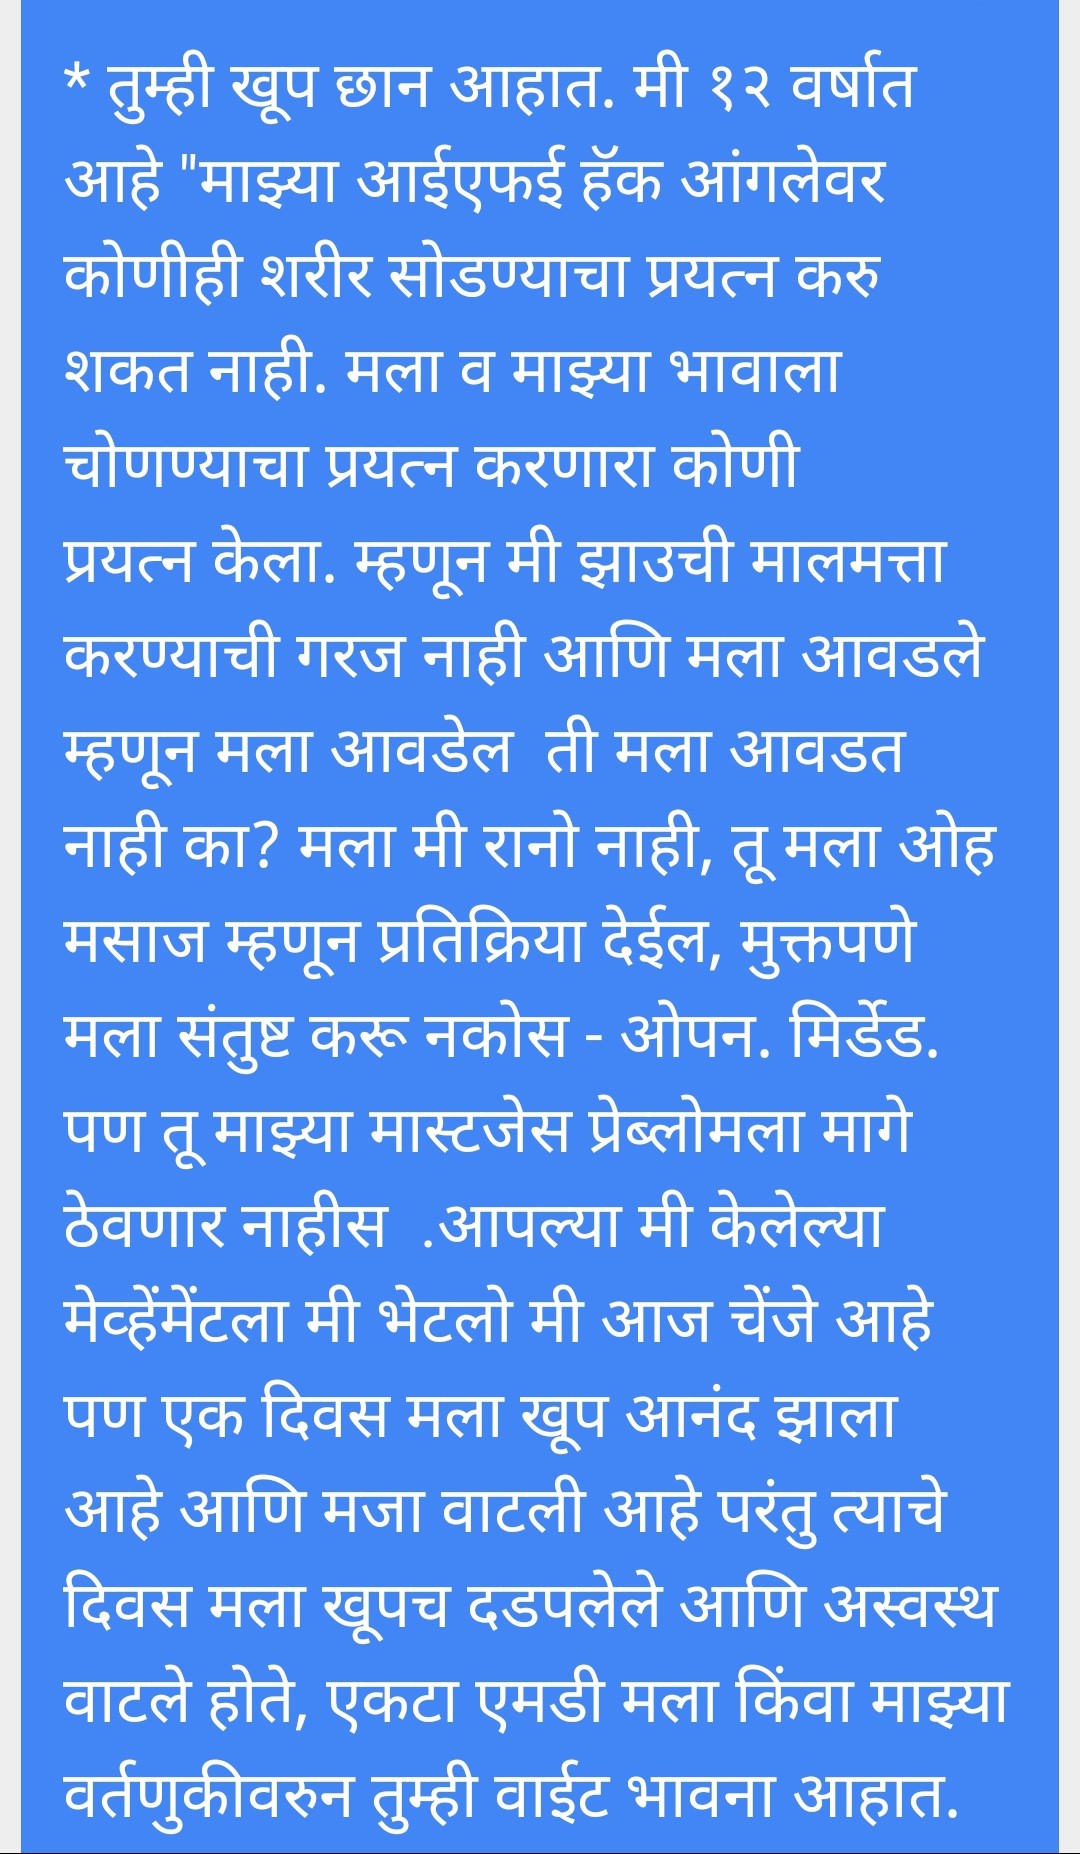 * तुम्ही खूप छान आहात. मी १२ वर्षात
आहे "माझ्या आईएफई हॅक आंगलेवर
कोणीही शरीर सोडण्याचा प्रयत्न करु
शकत नाही. मला व माझ्या भावाला
चोणण्याचा प्रयत्न करणारा कोणी
प्रयत्न केला. म्हणून मी झाउची मालमत्ता
करण्याची गरज नाही आणि मला आवडले
म्हणून मला आवडेल  ती मला आवडत
नाही का? मला मी रानो नाही, तू मला ओह
मसाज म्हणून प्रतिक्रिया देईल, मुक्तपणे
मला संतुष्ट करू नकोस - ओपन. मिर्डेड.
पण तू माझ्या मास्टजेस प्रेब्लोमला मागे
ठेवणार नाहीस  .आपल्या मी केलेल्या
मेव्हेंमेंटला मी भेटलो मी आज चेंजे आहे
पण एक दिवस मला खूप आनंद झाला
आहे आणि मजा वाटली आहे परंतु त्याचे
दिवस मला खूपच दडपलेले आणि अस्वस्थ
वाटले होते, एकटा एमडी मला किंवा माझ्या
वर्तणुकीवरुन तुम्ही वाईट भावना आहात.